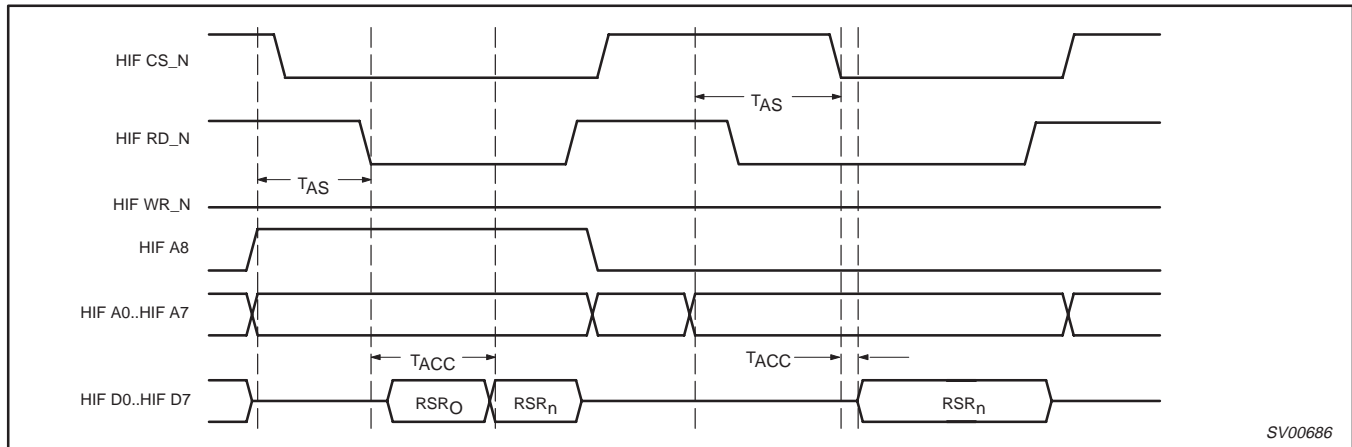 HIF CS_N
TAS
HIF RD_N
TAS
HIF WR_N
HIF A8
HIF A0..HIF A7
TACC
TACC
HIF D0..HIF D7
RSRO
RSRn
RSRn
SV00686